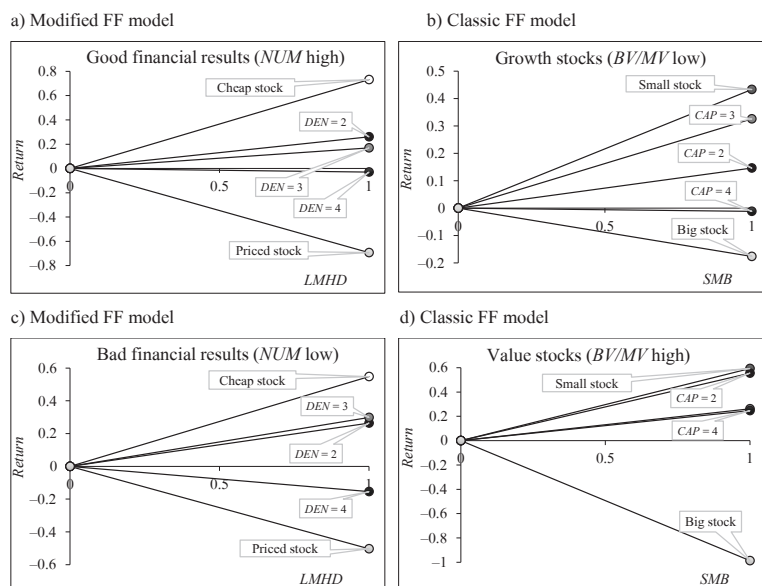 a) Modified FF model
Good financial results (NUM high)
0.8
0.6
0.4
0.2
0
–0.2
–0.4
–0.6
–0.8
Return
Cheap stock
DEN = 2
DEN = 3
DEN = 4
Priced stock
0
0.5
1
LMHD
b) Classic FF model
Growth stocks (BV/MV low)
0.5
0.4
0.3
0.2
0.1
0
–0.1
–0.2
Return
Small stock
CAP = 3
CAP = 2
CAP = 4
Big stock
0
0.5
1
SMB
c) Modified FF model
Bad financial results (NUM low)
0.8
0.6
0.4
0.2
0
–0.2
–0.4
–0.6
Return
Cheap stock
DEN = 3
DEN = 2
DEN = 4
Priced stock
0
0.5
1
LMHD
d) Classic FF model
Value stocks (BV/MV high)
0.6
0.4
0.2
0
–0.2
–0.4
–0.6
–0.8
–1
Return
Small stock
CAP = 2
CAP = 4
Big stock
0
0.5
1
SMB